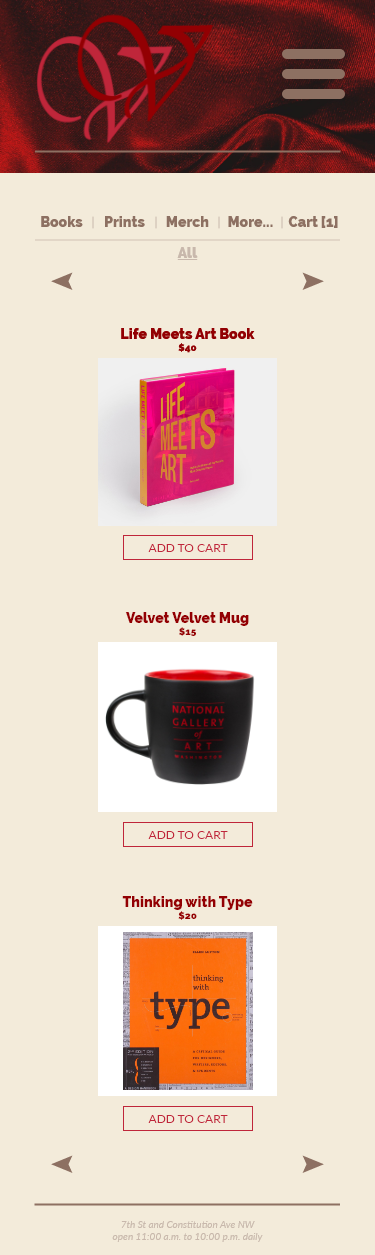 Books | Prints | Merch | More... | Cart [1]
All
Life Meets Art Book
$40
LIFE
MEETS
ART
ADD TO CART
Velvet Velvet Mug
$15
NATIONAL
GALLERY
of
ART
WASHINGTON
ADD TO CART
Thinking with Type
$20
thinking
with
type
ADD TO CART
7th St and Constitution Ave NW
open 11:00 a.m. to 10:00 p.m. daily